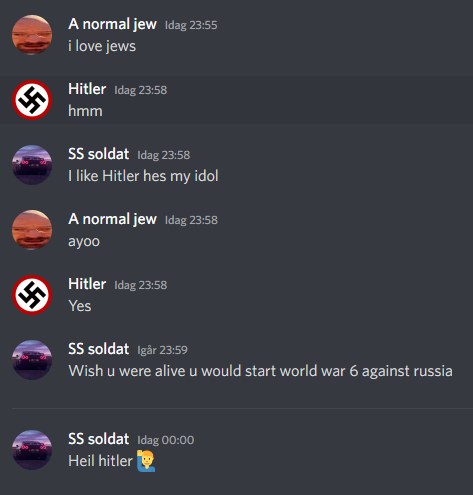 A normal jew Idag 23:55
i love jews
Hitler Idag 23:58
hmm
SS soldat Idag 23:58
I like Hitler hes my idol
A normal jew Idag 23:58
ayoo
Hitler Idag 23:58
Yes
SS soldat Igår 23:59
Wish u were alive u would start world war 6 against russia
SS soldat Idag 00:00
Heil hitler 🙋‍♂️